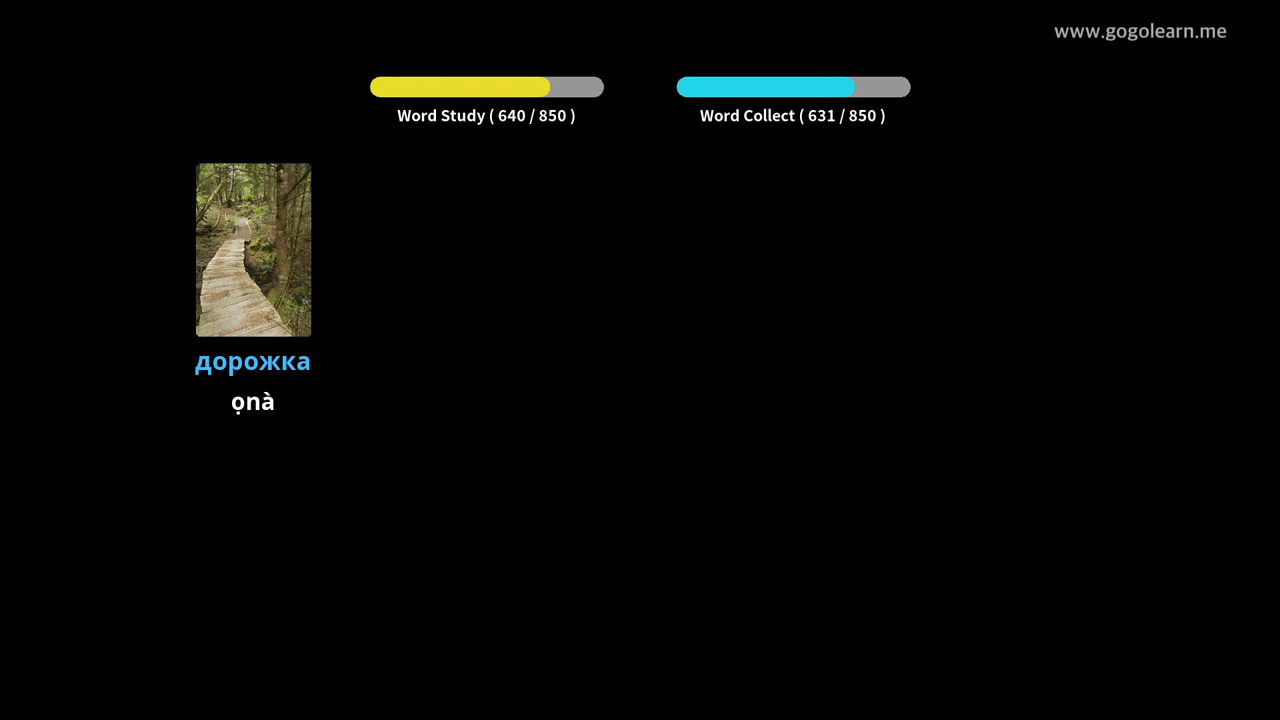 www.gogolearn.me
Word Study ( 640 / 850 )
Word Collect ( 631 / 850 )
дорожка
ọnà